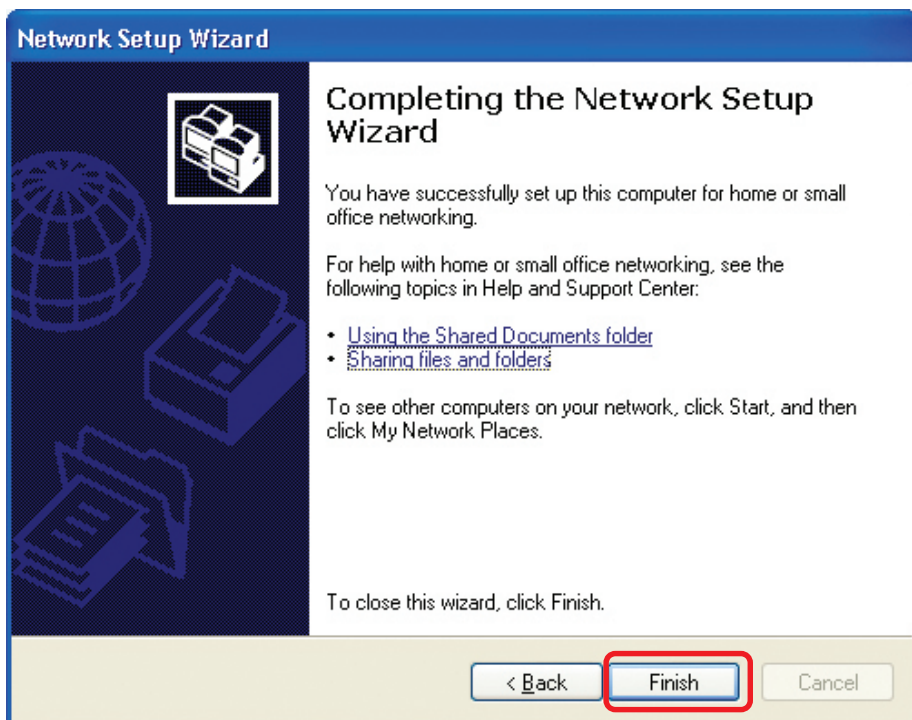 Network Setup Wizard
Completing the Network Setup
Wizard
You have successfully set up this computer for home or small
office networking.
For help with home or small office networking, see the
following topics in Help and Support Center:
• Using the Shared Documents folder
• Sharing files and folders
To see other computers on your network, click Start, and then
click My Network Places.
To close this wizard, click Finish.
< Back
Finish
Cancel